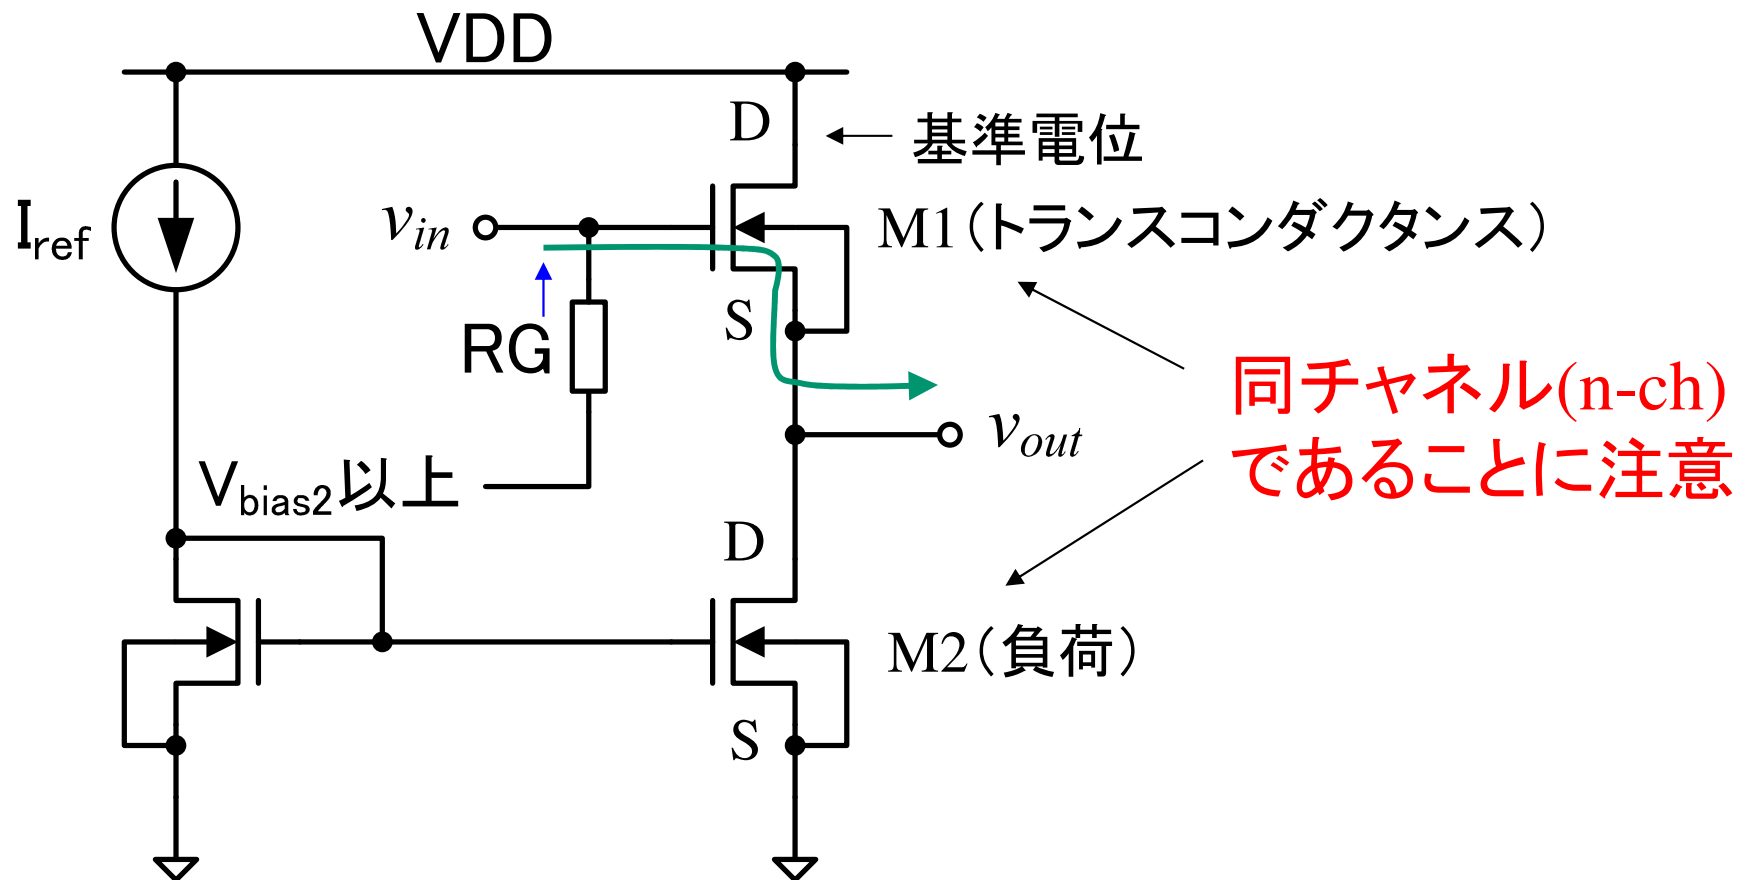 VDD
D
基準電位
Iref
vin
M1（トランスコンダクタンス）
S
RG
同チャネル(n-ch)
であることに注意
vout
Vbias2以上
D
M2（負荷）
S